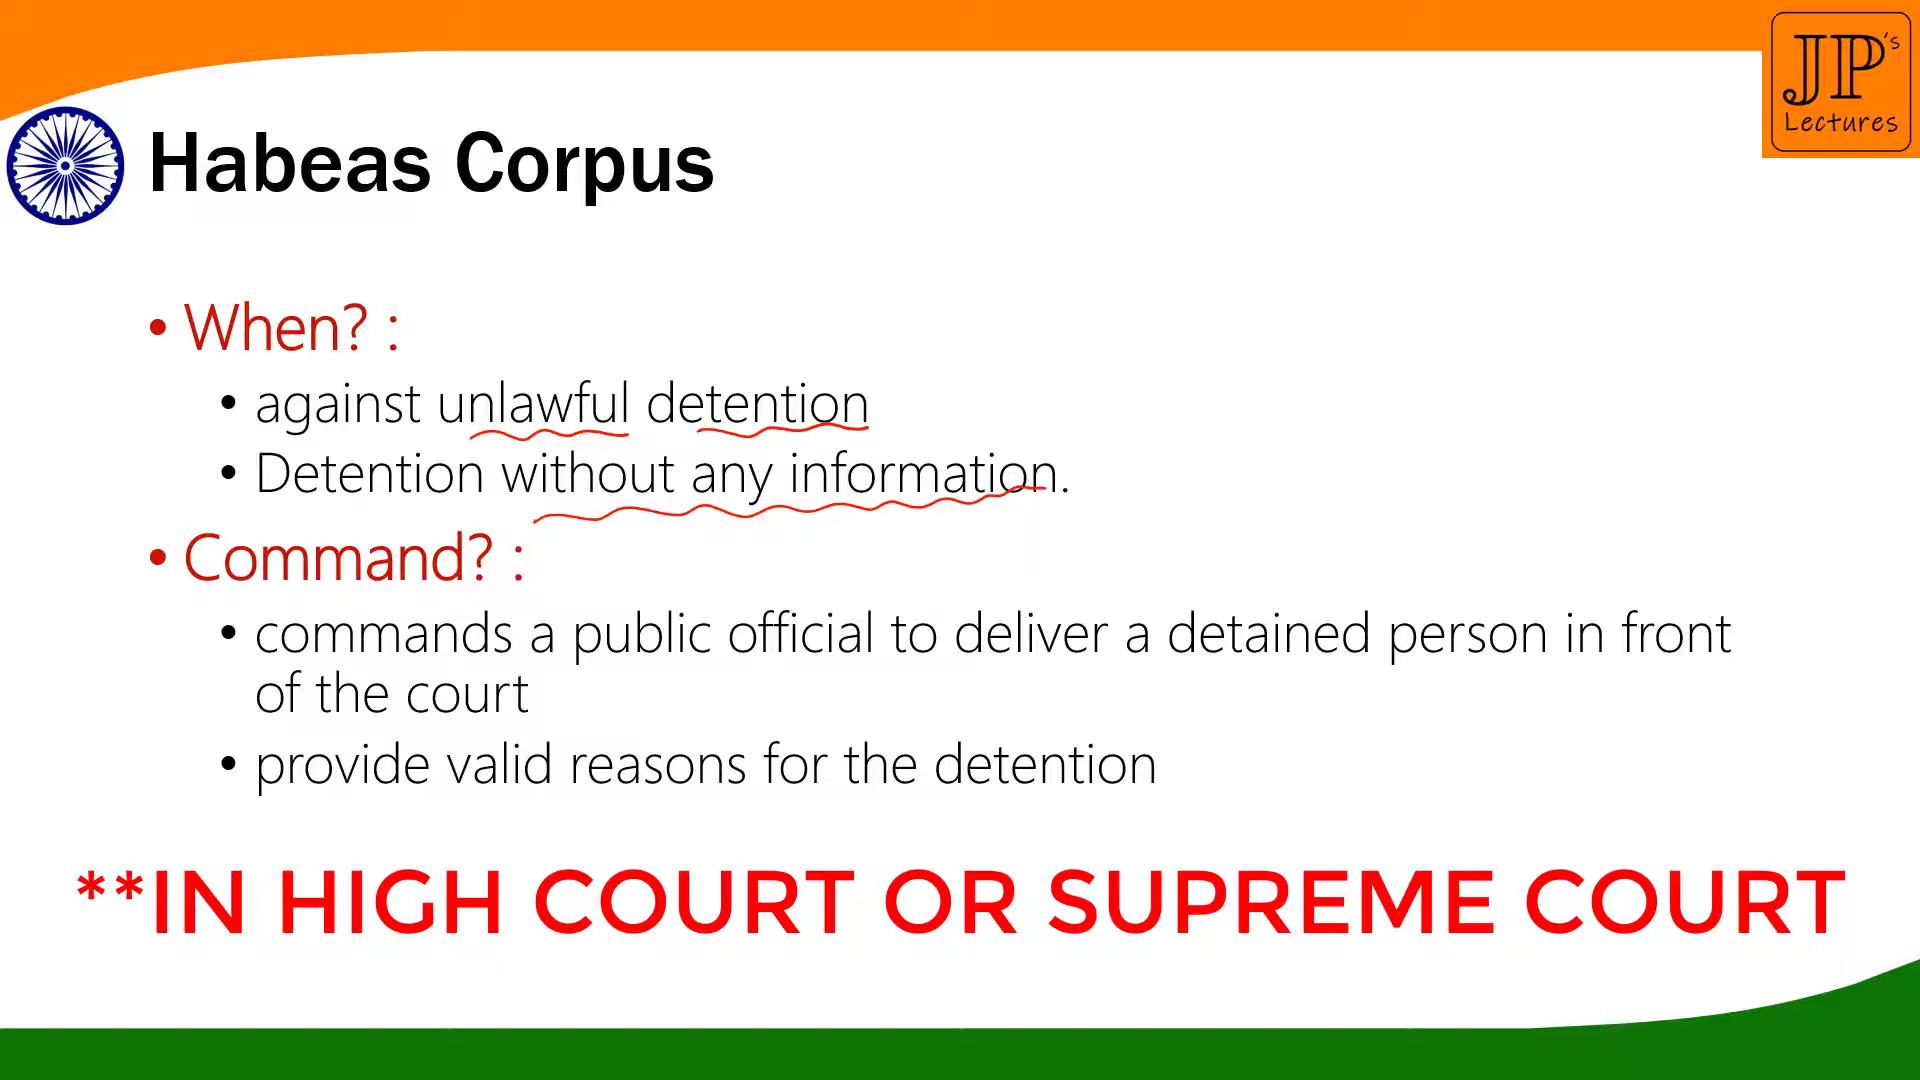 JP's
Lectures
Habeas Corpus
• When? :
• against unlawful detention
• Detention without any information.
• Command? :
• commands a public official to deliver a detained person in front
of the court
• provide valid reasons for the detention
**IN HIGH COURT OR SUPREME COURT